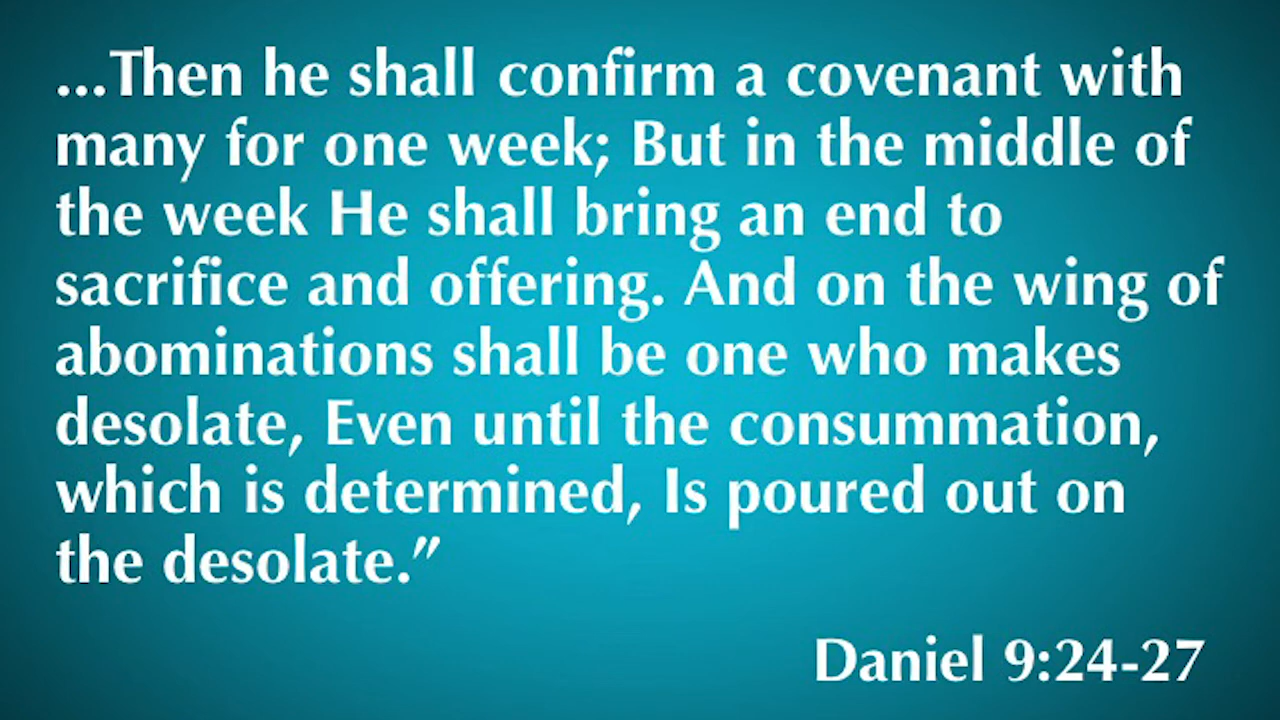 ...Then he shall confirm a covenant with
many for one week; But in the middle of
the week He shall bring an end to
sacrifice and offering. And on the wing of
abominations shall be one who makes
desolate, Even until the consummation,
which is determined, Is poured out on
the desolate.”
Daniel 9:24-27